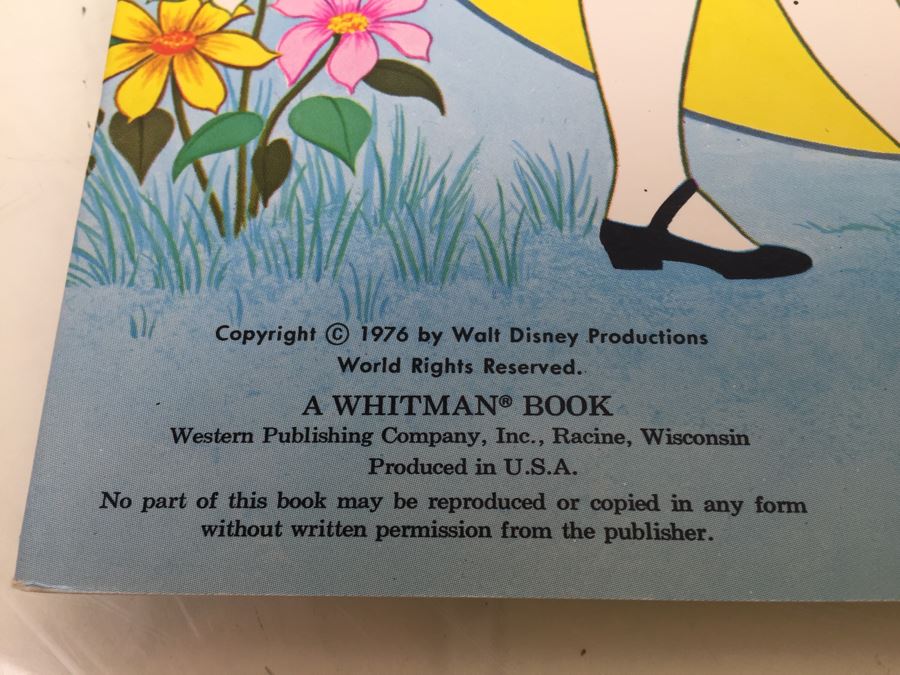 Copyright © 1976 by Walt Disney Productions
World Rights Reserved.
A WHITMAN® BOOK
Western Publishing Company, Inc., Racine, Wisconsin
Produced in U.S.A.
No part of this book may be reproduced or copied in any form
without written permission from the publisher.